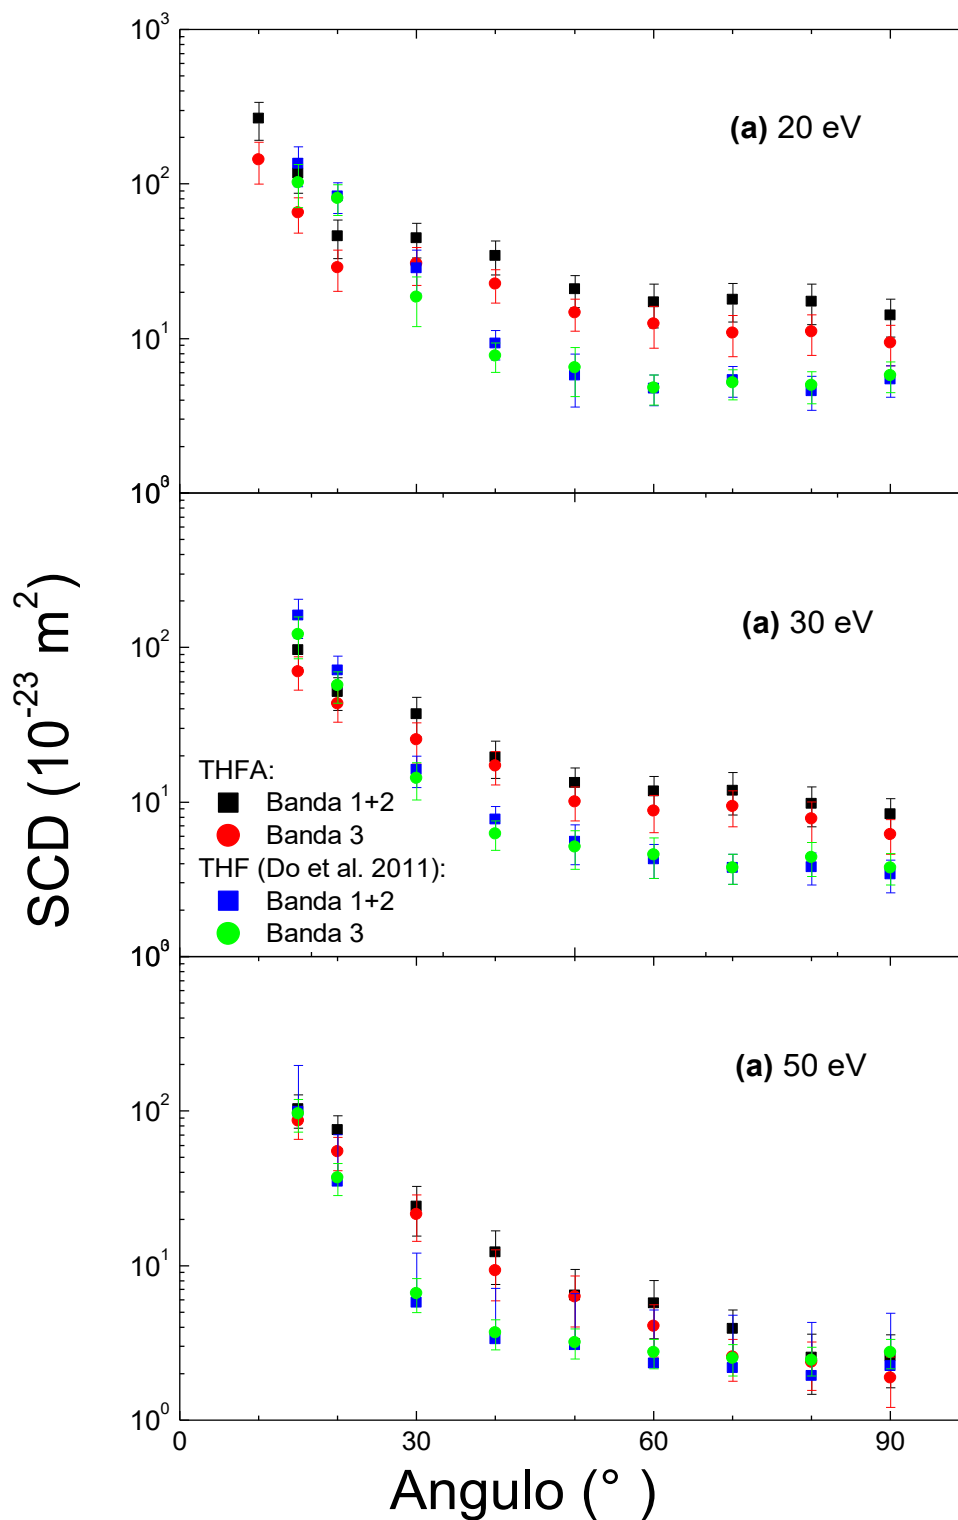 10³
(a) 20 eV
10²
10¹
10⁰
(a) 30 eV
10²
SCD (10⁻²³ m²)
THFA:
Banda 1+2
10¹
Banda 3
THF (Do et al. 2011):
Banda 1+2
Banda 3
10⁰
(a) 50 eV
10²
10¹
10⁰
0 30 60 90
Angulo (° )